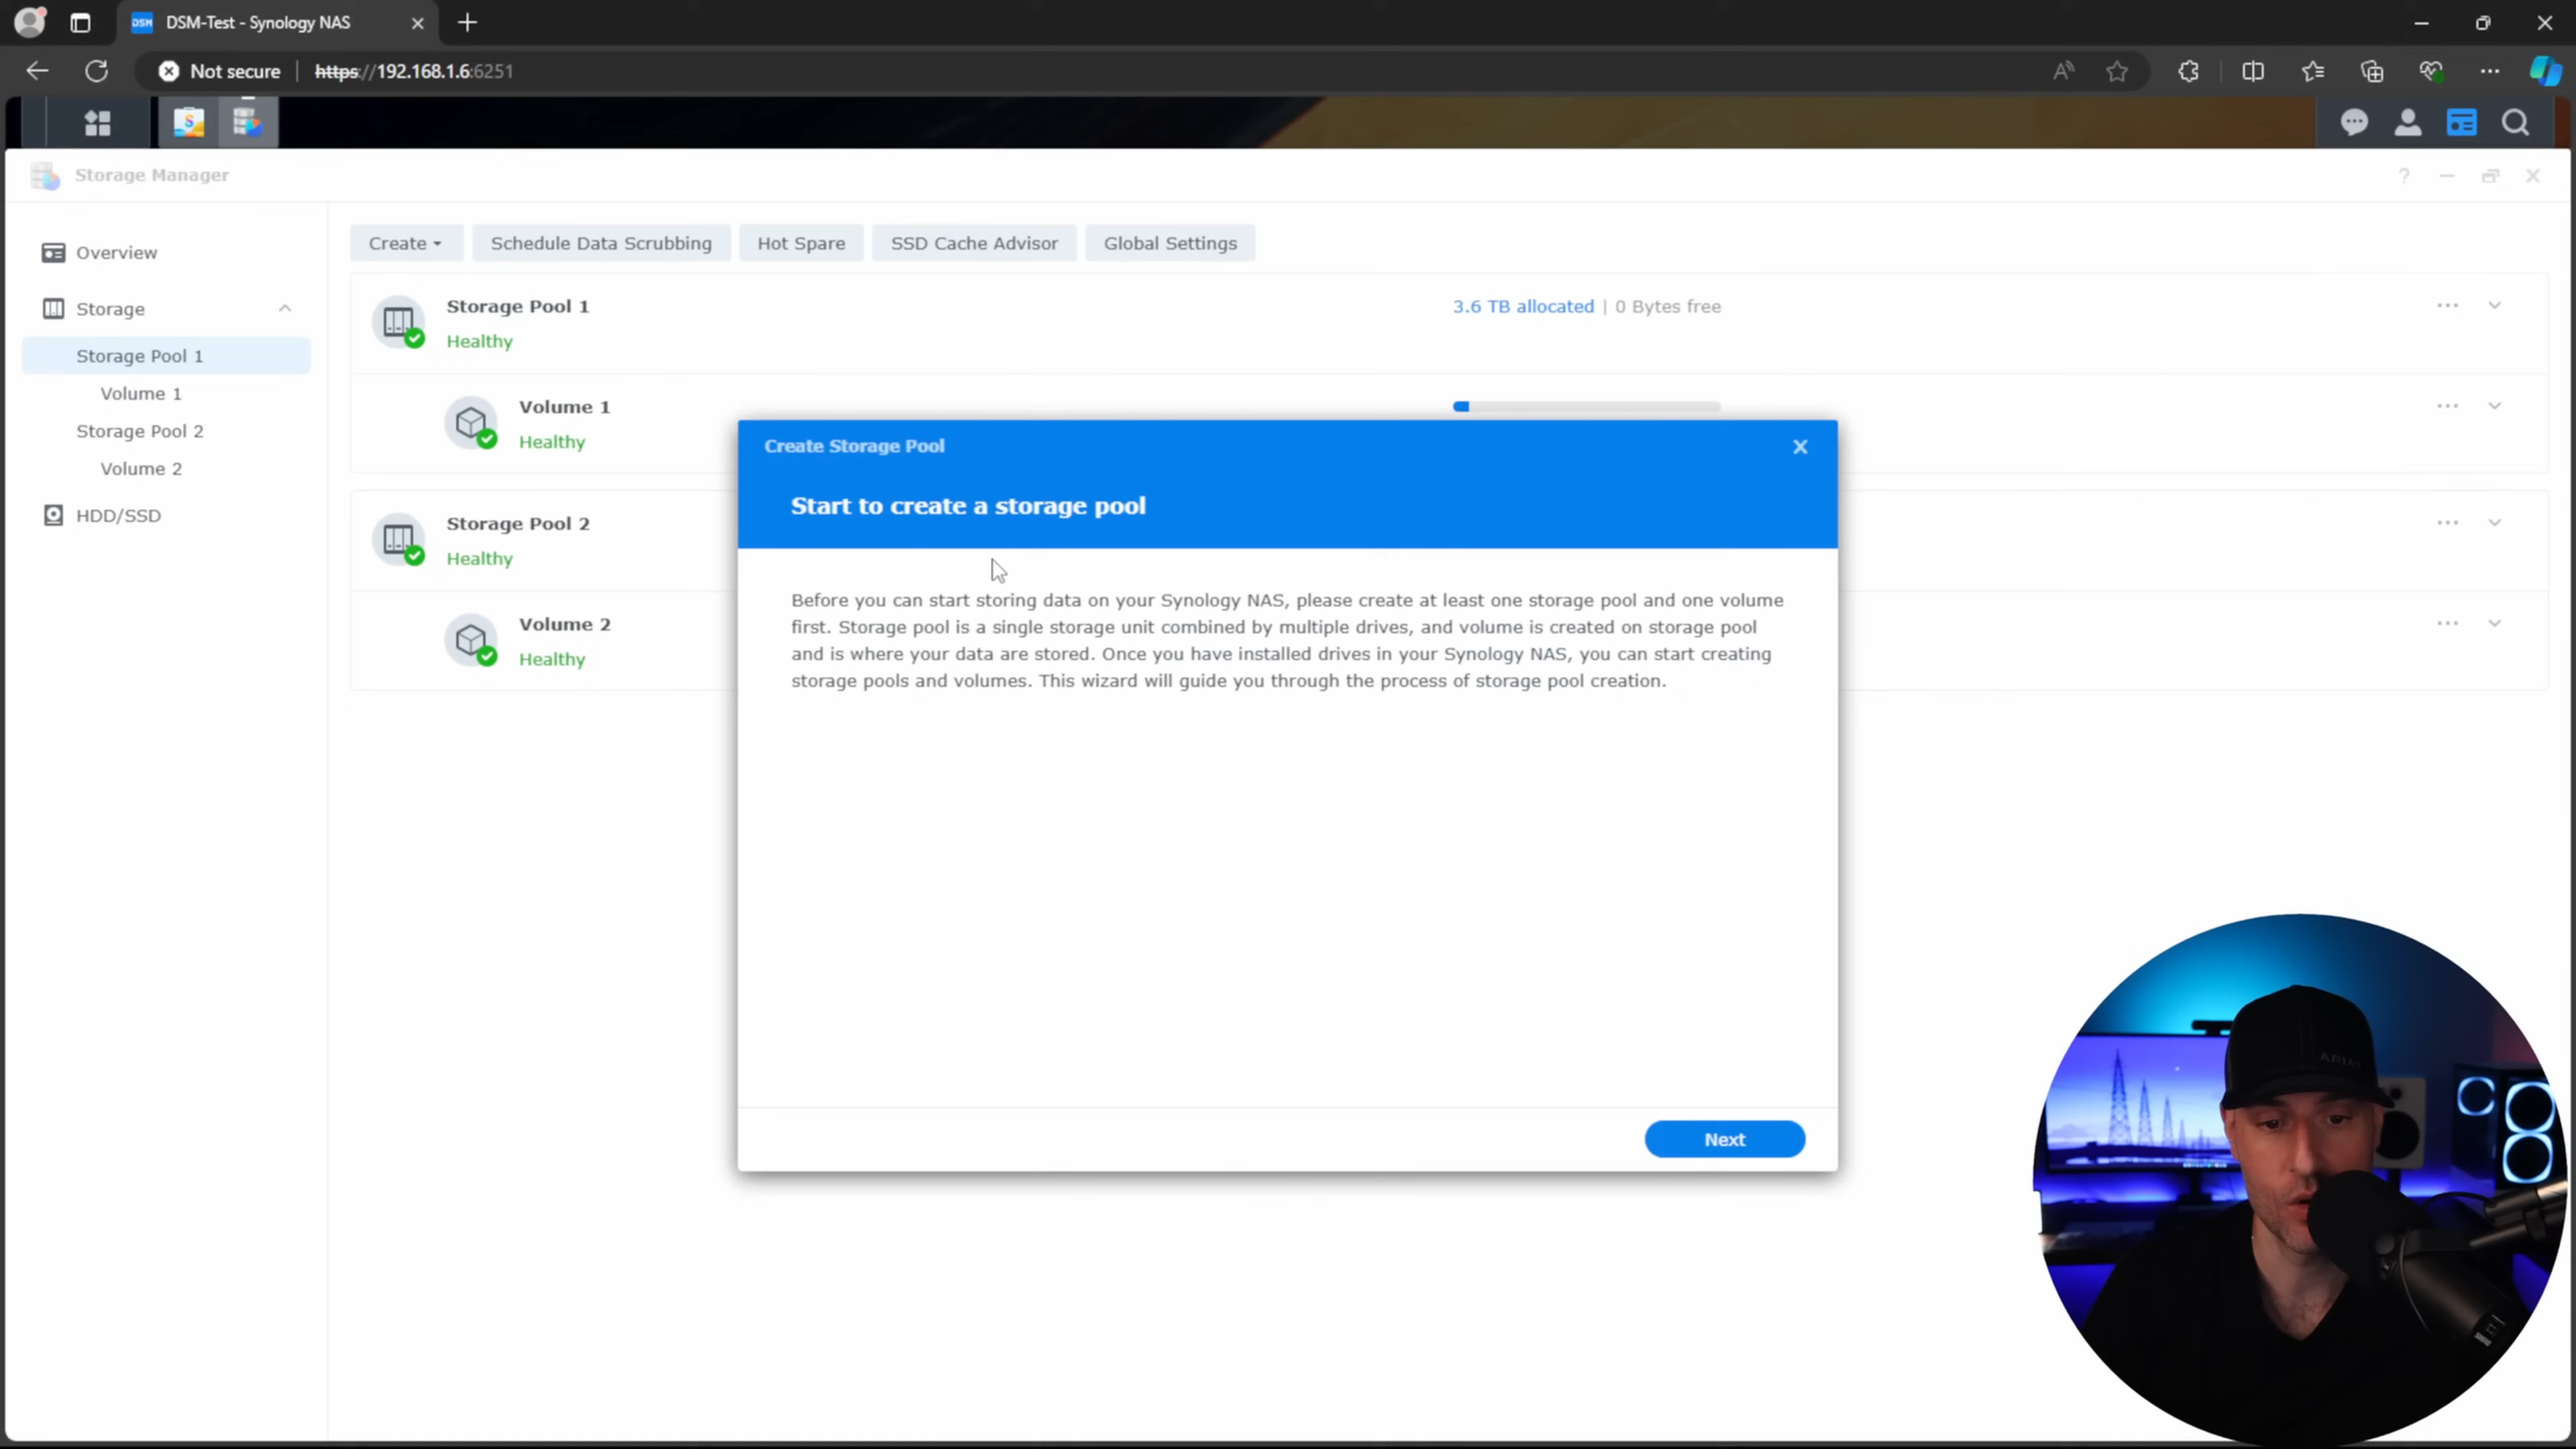 DSM-Test - Synology NAS
Not secure
https://192.168.1.6:6251
Storage Manager
Overview
Storage
Storage Pool 1
Volume 1
Storage Pool 2
Volume 2
HDD/SSD
Create
Schedule Data Scrubbing
Hot Spare
SSD Cache Advisor
Global Settings
Storage Pool 1
3.6 TB allocated | 0 Bytes free
Healthy
Volume 1
Healthy
Storage Pool 2
Healthy
Volume 2
Healthy
Create Storage Pool
Start to create a storage pool
Before you can start storing data on your Synology NAS, please create at least one storage pool and one volume
first. Storage pool is a single storage unit combined by multiple drives, and volume is created on storage pool
and is where your data are stored. Once you have installed drives in your Synology NAS, you can start creating
storage pools and volumes. This wizard will guide you through the process of storage pool creation.
Next